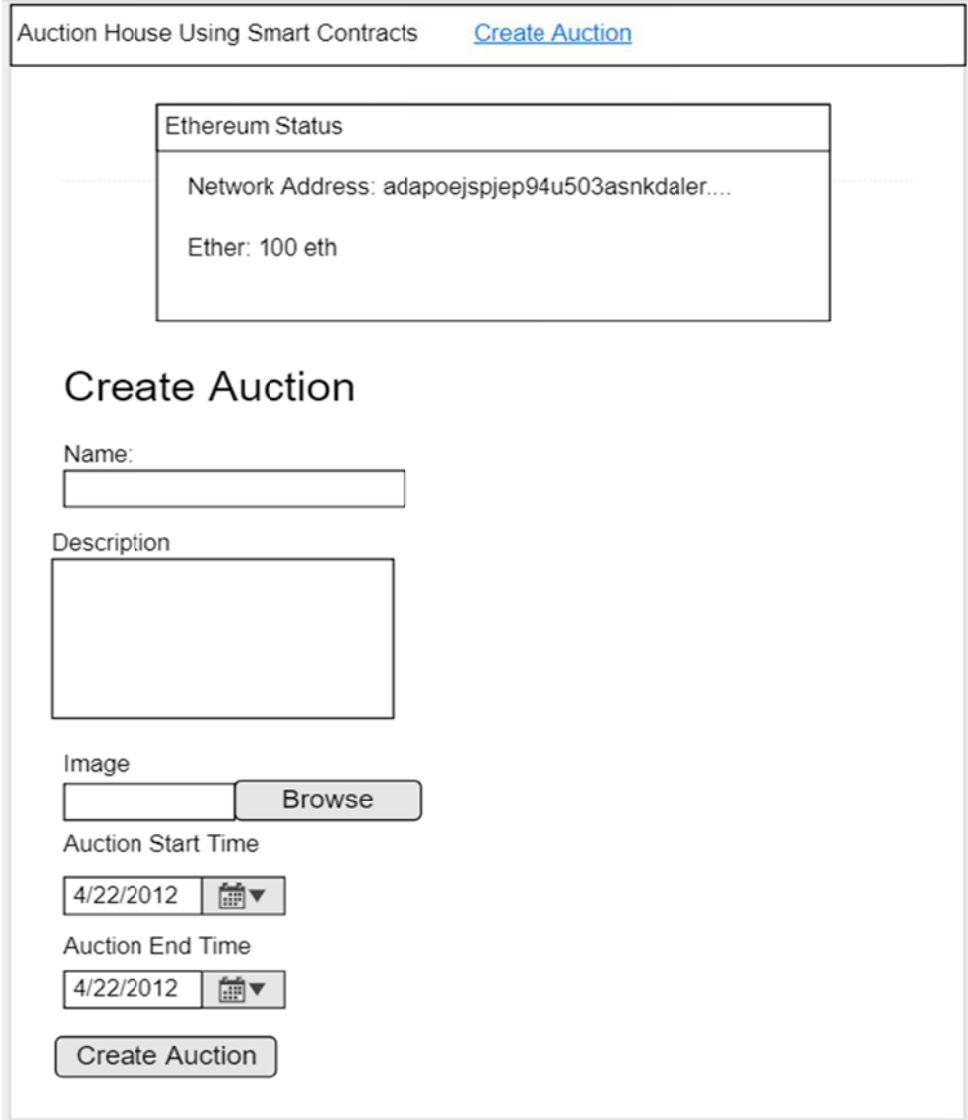 Auction House Using Smart Contracts Create Auction
Ethereum Status
Network Address: adapoejspjep94u503asnkdaler....
Ether: 100 eth
Create Auction
Name:
Description
Image
Browse
Auction Start Time
4/22/2012
Auction End Time
4/22/2012
Create Auction